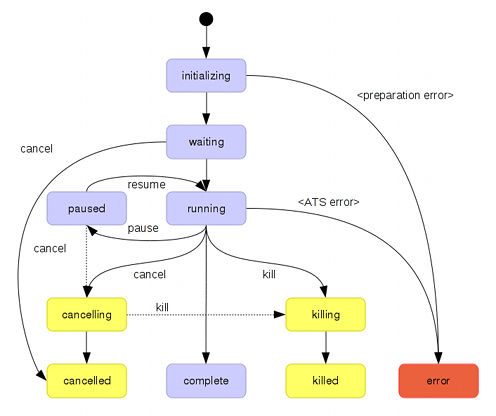 initializing
<preparation error>
waiting
cancel
resume
paused
running
<ATS error>
pause
cancel
cancel
kill
cancelling
kill
killing
cancelled
complete
killed
error